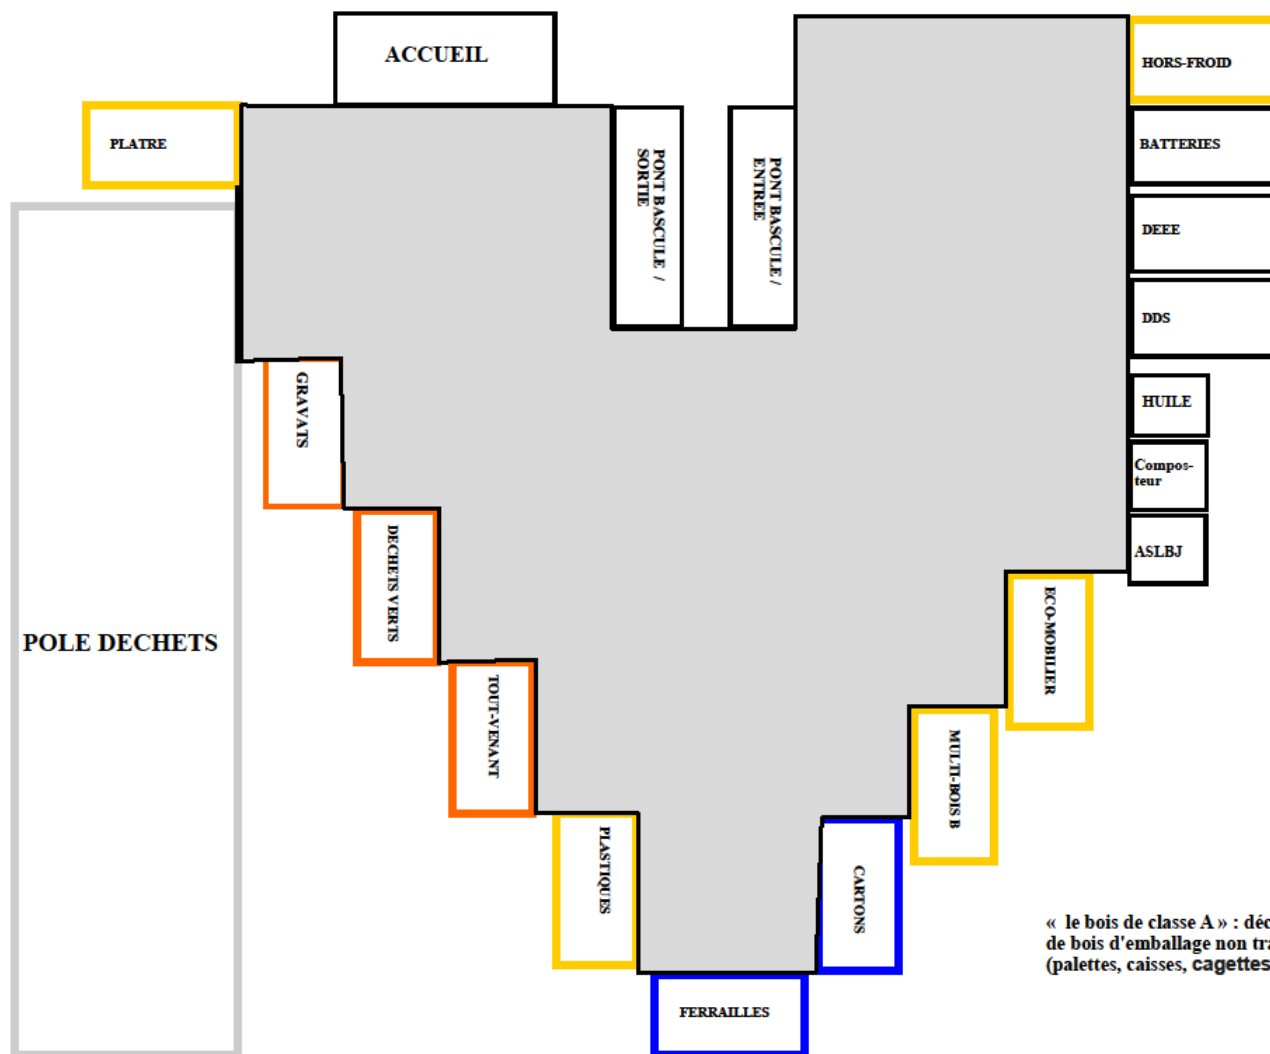 ACCUEIL
HORS-FROID
PLATRE
BATTERIES
PONT BASCULE /
SORTIE
PONT BASCULE /
ENTREE
DEEE
DDS
GRAVATS
HUILE
Compos-
teur
ASLBJ
DECHETS VERTS
ECO-MOBILIER
POLE DECHETS
TOUT-VENANT
MULTI-BOIS B
PLASTIQUES
CARTONS
« le bois de classe A » : déc
de bois d'emballage non tra
(palettes, caisses, cagettes
FERRAILLES